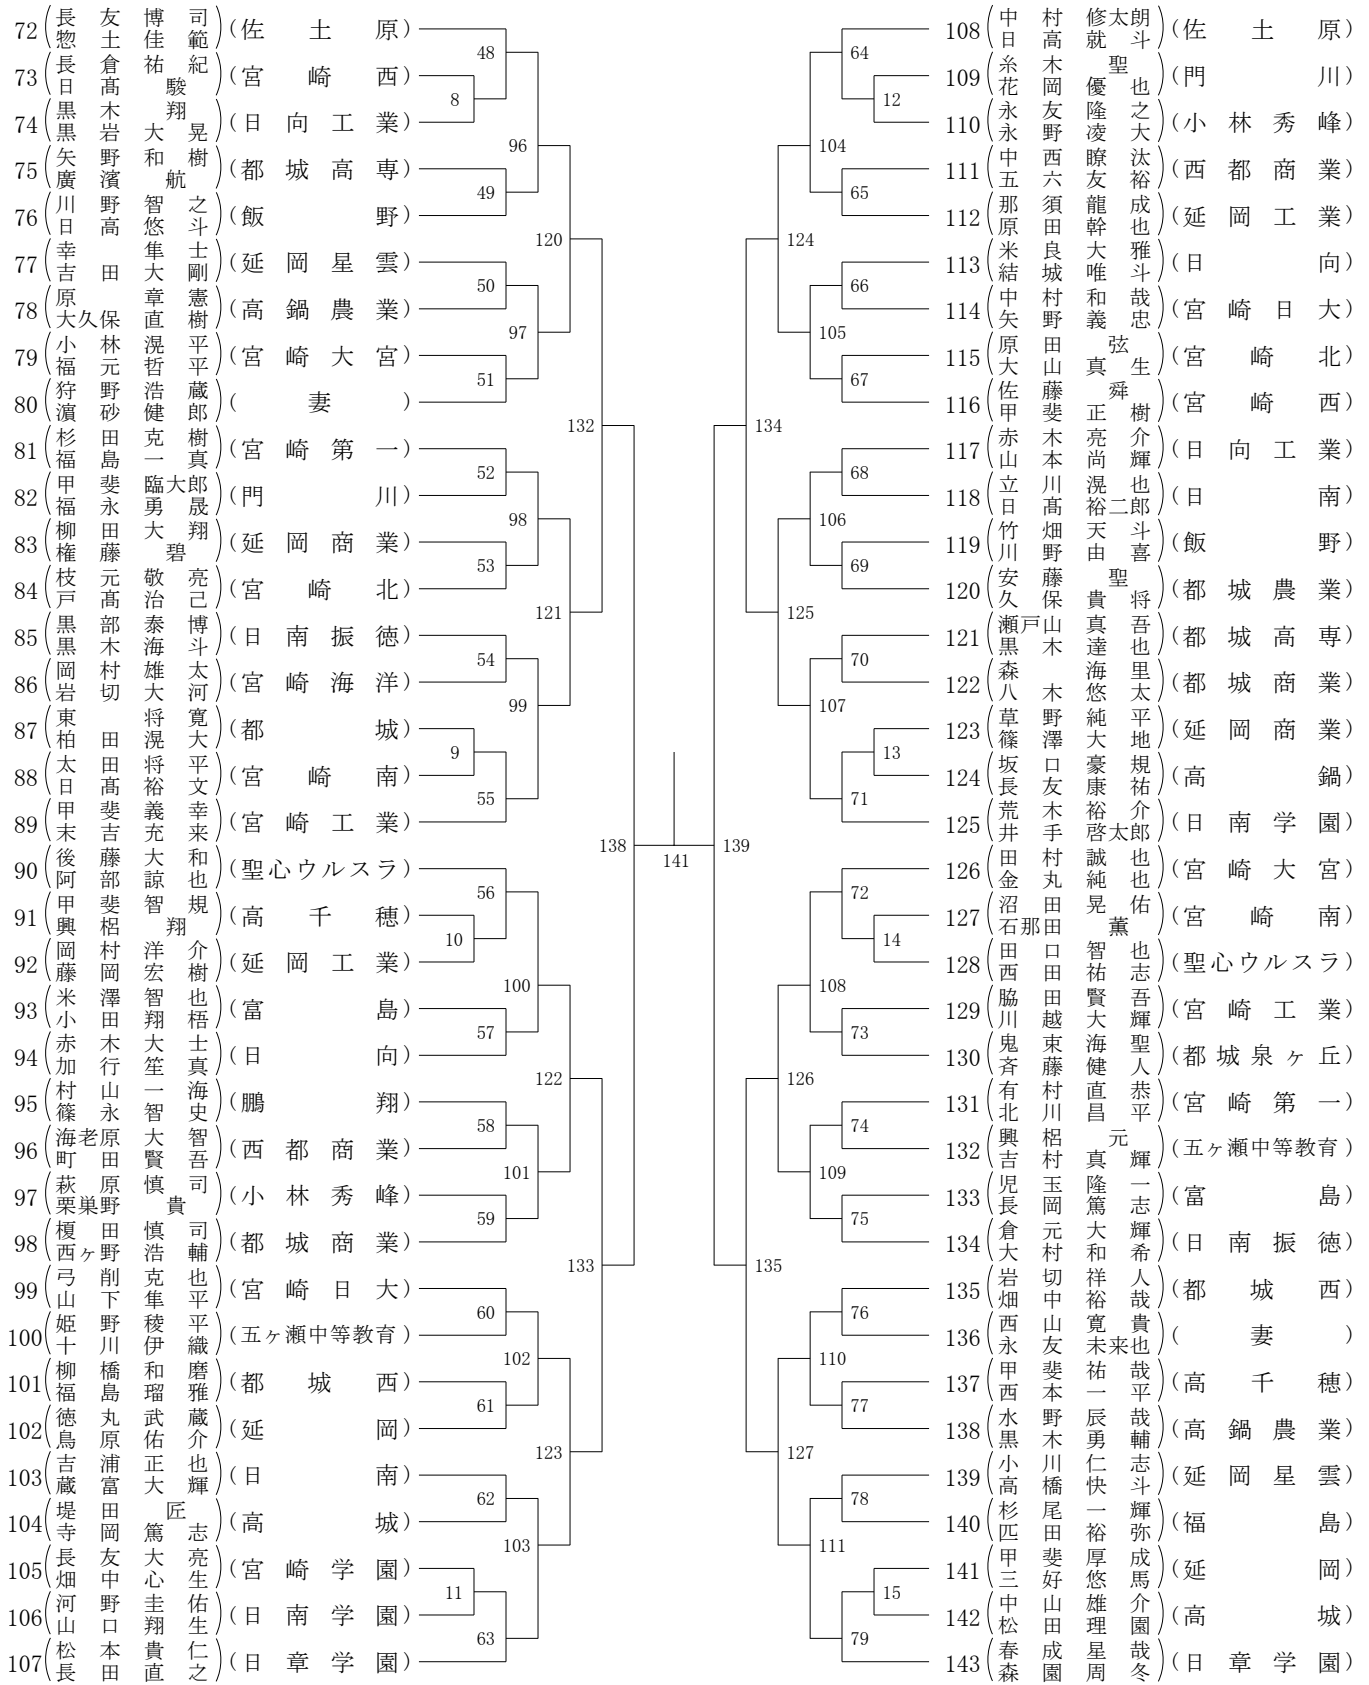 72 (長友博司 惣土佳範) (佐土原)
73 (長倉祐紀 日髙駿) (宮崎西)
74 (黒木翔 黒岩大晃) (日向工業)
75 (矢野和樹 廣濱航) (都城高専)
76 (川野智之 日高悠斗) (飯野)
77 (幸隼士 吉田大剛) (延岡星雲)
78 (原章憲 大久保直樹) (高鍋農業)
79 (小林滉平 福元哲平) (宮崎大宮)
80 (狩野浩蔵 濵砂健郎) (妻)
81 (杉田克樹 福島一真) (宮崎第一)
82 (甲斐臨大郎 福永勇晟) (門川)
83 (柳田大翔 権藤碧) (延岡商業)
84 (枝元敬亮 戸髙治己) (宮崎北)
85 (黒部泰博 黒木海斗) (日南振徳)
86 (岡村雄太 岩切大河) (宮崎海洋)
87 (東将寛 柏田滉大) (都城)
88 (太田将平 日髙裕文) (宮崎南)
89 (甲斐義幸 末吉充来) (宮崎工業)
90 (後藤大和 阿部諒也) (聖心ウルスラ)
91 (甲斐智規 興梠翔) (高千穂)
92 (岡村洋介 藤岡宏樹) (延岡工業)
93 (米澤智也 小田翔梧) (富島)
94 (赤木大士 加行笙真) (日向)
95 (村山一海 篠永智史) (鵬翔)
96 (海老原大智 町田賢吾) (西都商業)
97 (萩原慎司 栗巣野貴) (小林秀峰)
98 (榎田慎司 西ヶ野浩輔) (都城商業)
99 (弓削克也 山下隼平) (宮崎日大)
100 (姫野稜平 十川伊織) (五ヶ瀬中等教育)
101 (柳橋和磨 福島瑠雅) (都城西)
102 (徳丸武蔵 鳥原佑介) (延岡)
103 (吉浦正也 蔵富大輝) (日南)
104 (堤田匠 寺岡篤志) (高城)
105 (長友大亮 畑中心生) (宮崎学園)
106 (河野圭佑 山口翔生) (日南学園)
107 (松本貴仁 長田直之) (日章学園)
48
8
96
49
120
50
97
51
132
52
98
53
121
54
99
9
55
138
56
10
100
57
122
58
101
59
133
60
102
61
123
62
103
11
63
141
139
64
12
104
65
124
66
105
67
134
68
106
69
125
70
107
13
71
72
14
108
73
126
74
109
75
135
76
110
77
127
78
111
15
79
108 (中村修太朗 日高就斗) (佐土原)
109 (糸木聖 花岡優也) (門川)
110 (永友隆之 永野凌大) (小林秀峰)
111 (中西瞭汰 五六友裕) (西都商業)
112 (那須龍成 原田幹也) (延岡工業)
113 (米良大雅 結城唯斗) (日向)
114 (中村和哉 矢野義忠) (宮崎日大)
115 (原田弦 大山真生) (宮崎北)
116 (佐藤舜 甲斐正樹) (宮崎西)
117 (赤木亮介 山本尚輝) (日向工業)
118 (立川滉也 日髙裕二郎) (日南)
119 (竹畑天斗 川野由喜) (飯野)
120 (安藤聖 久保貴将) (都城農業)
121 (瀬戸山真吾 黒木達也) (都城高専)
122 (森海里 八木悠太) (都城商業)
123 (草野純平 篠澤大地) (延岡商業)
124 (坂口豪規 長友康祐) (高鍋)
125 (荒木裕介 井手啓太郎) (日南学園)
126 (田村誠也 金丸純也) (宮崎大宮)
127 (沼田晃佑 石那田薫) (宮崎南)
128 (田口智也 西田祐志) (聖心ウルスラ)
129 (脇田賢吾 川越大輝) (宮崎工業)
130 (鬼束海聖 斉藤健人) (都城泉ヶ丘)
131 (有村直恭 北川昌平) (宮崎第一)
132 (興梠元 吉村真輝) (五ヶ瀬中等教育)
133 (児玉隆一 長岡篤志) (富島)
134 (倉元大輝 大村和希) (日南振徳)
135 (岩切祥人 畑中裕哉) (都城西)
136 (西山寛貴 永友未来也) (妻)
137 (甲斐祐哉 西本一平) (高千穂)
138 (水野辰哉 黒木勇輔) (高鍋農業)
139 (小川仁志 高橋快斗) (延岡星雲)
140 (杉尾一輝 匹田裕弥) (福島)
141 (甲斐厚成 三好悠馬) (延岡)
142 (中山雄介 松田理園) (高城)
143 (春成星哉 森園周冬) (日章学園)